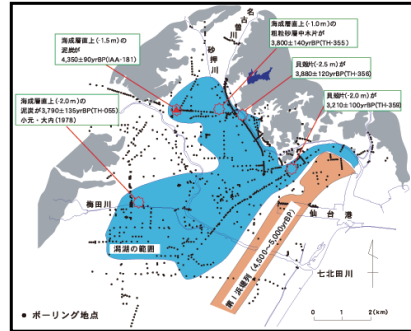 海成層直上(-1.5m)の
泥炭が
4,350±90yrBP(IAA-181)
名古曽川
砂押川
海成層直上(-1.0m)の
粗粒砂層中木片が
3,800±140yrBP(TH-355)
貝殻片(-2.5m)が
3,880±120yrBP(TH-356)
貝殻片(-2.0m)が
3,210±100yrBP(TH-359)
海成層直上(-2.0m)の
泥炭が3,790±135yrBP(TH-055)
小元・大内(1978)
梅田川
潟湖の範囲
第Ⅰ浜堤列(4,500〜5,000yrBP)
仙台港
七北田川
●ボーリング地点
0 1 2(km)